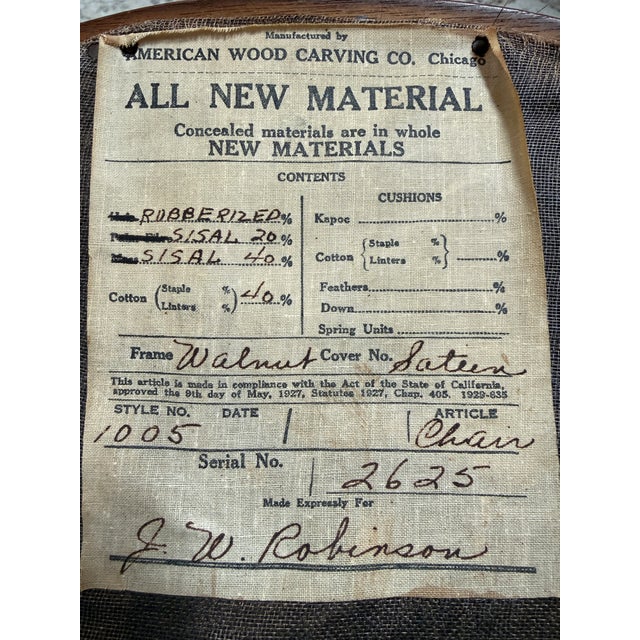 Manufactured by
AMERICAN WOOD CARVING CO. Chicago
ALL NEW MATERIAL
Concealed materials are in whole
NEW MATERIALS
CONTENTS
RUBBERIZED %
SISAL 20 %
SISAL 40 %
Cotton (Staple % Linters %) 40 %
CUSHIONS
Kapoc %
Cotton {Staple % Linters %} %
Feathers %
Down %
Spring Units
Frame Walnut Cover No. Sateen
This article is made in compliance with the Act of the State of California,
approved the 9th day of May, 1927, Statutes 1927, Chap. 405. 1929-835
STYLE NO. DATE ARTICLE
1005 Chair
Serial No. 2625
Made Expressly For
J. W. Robinson